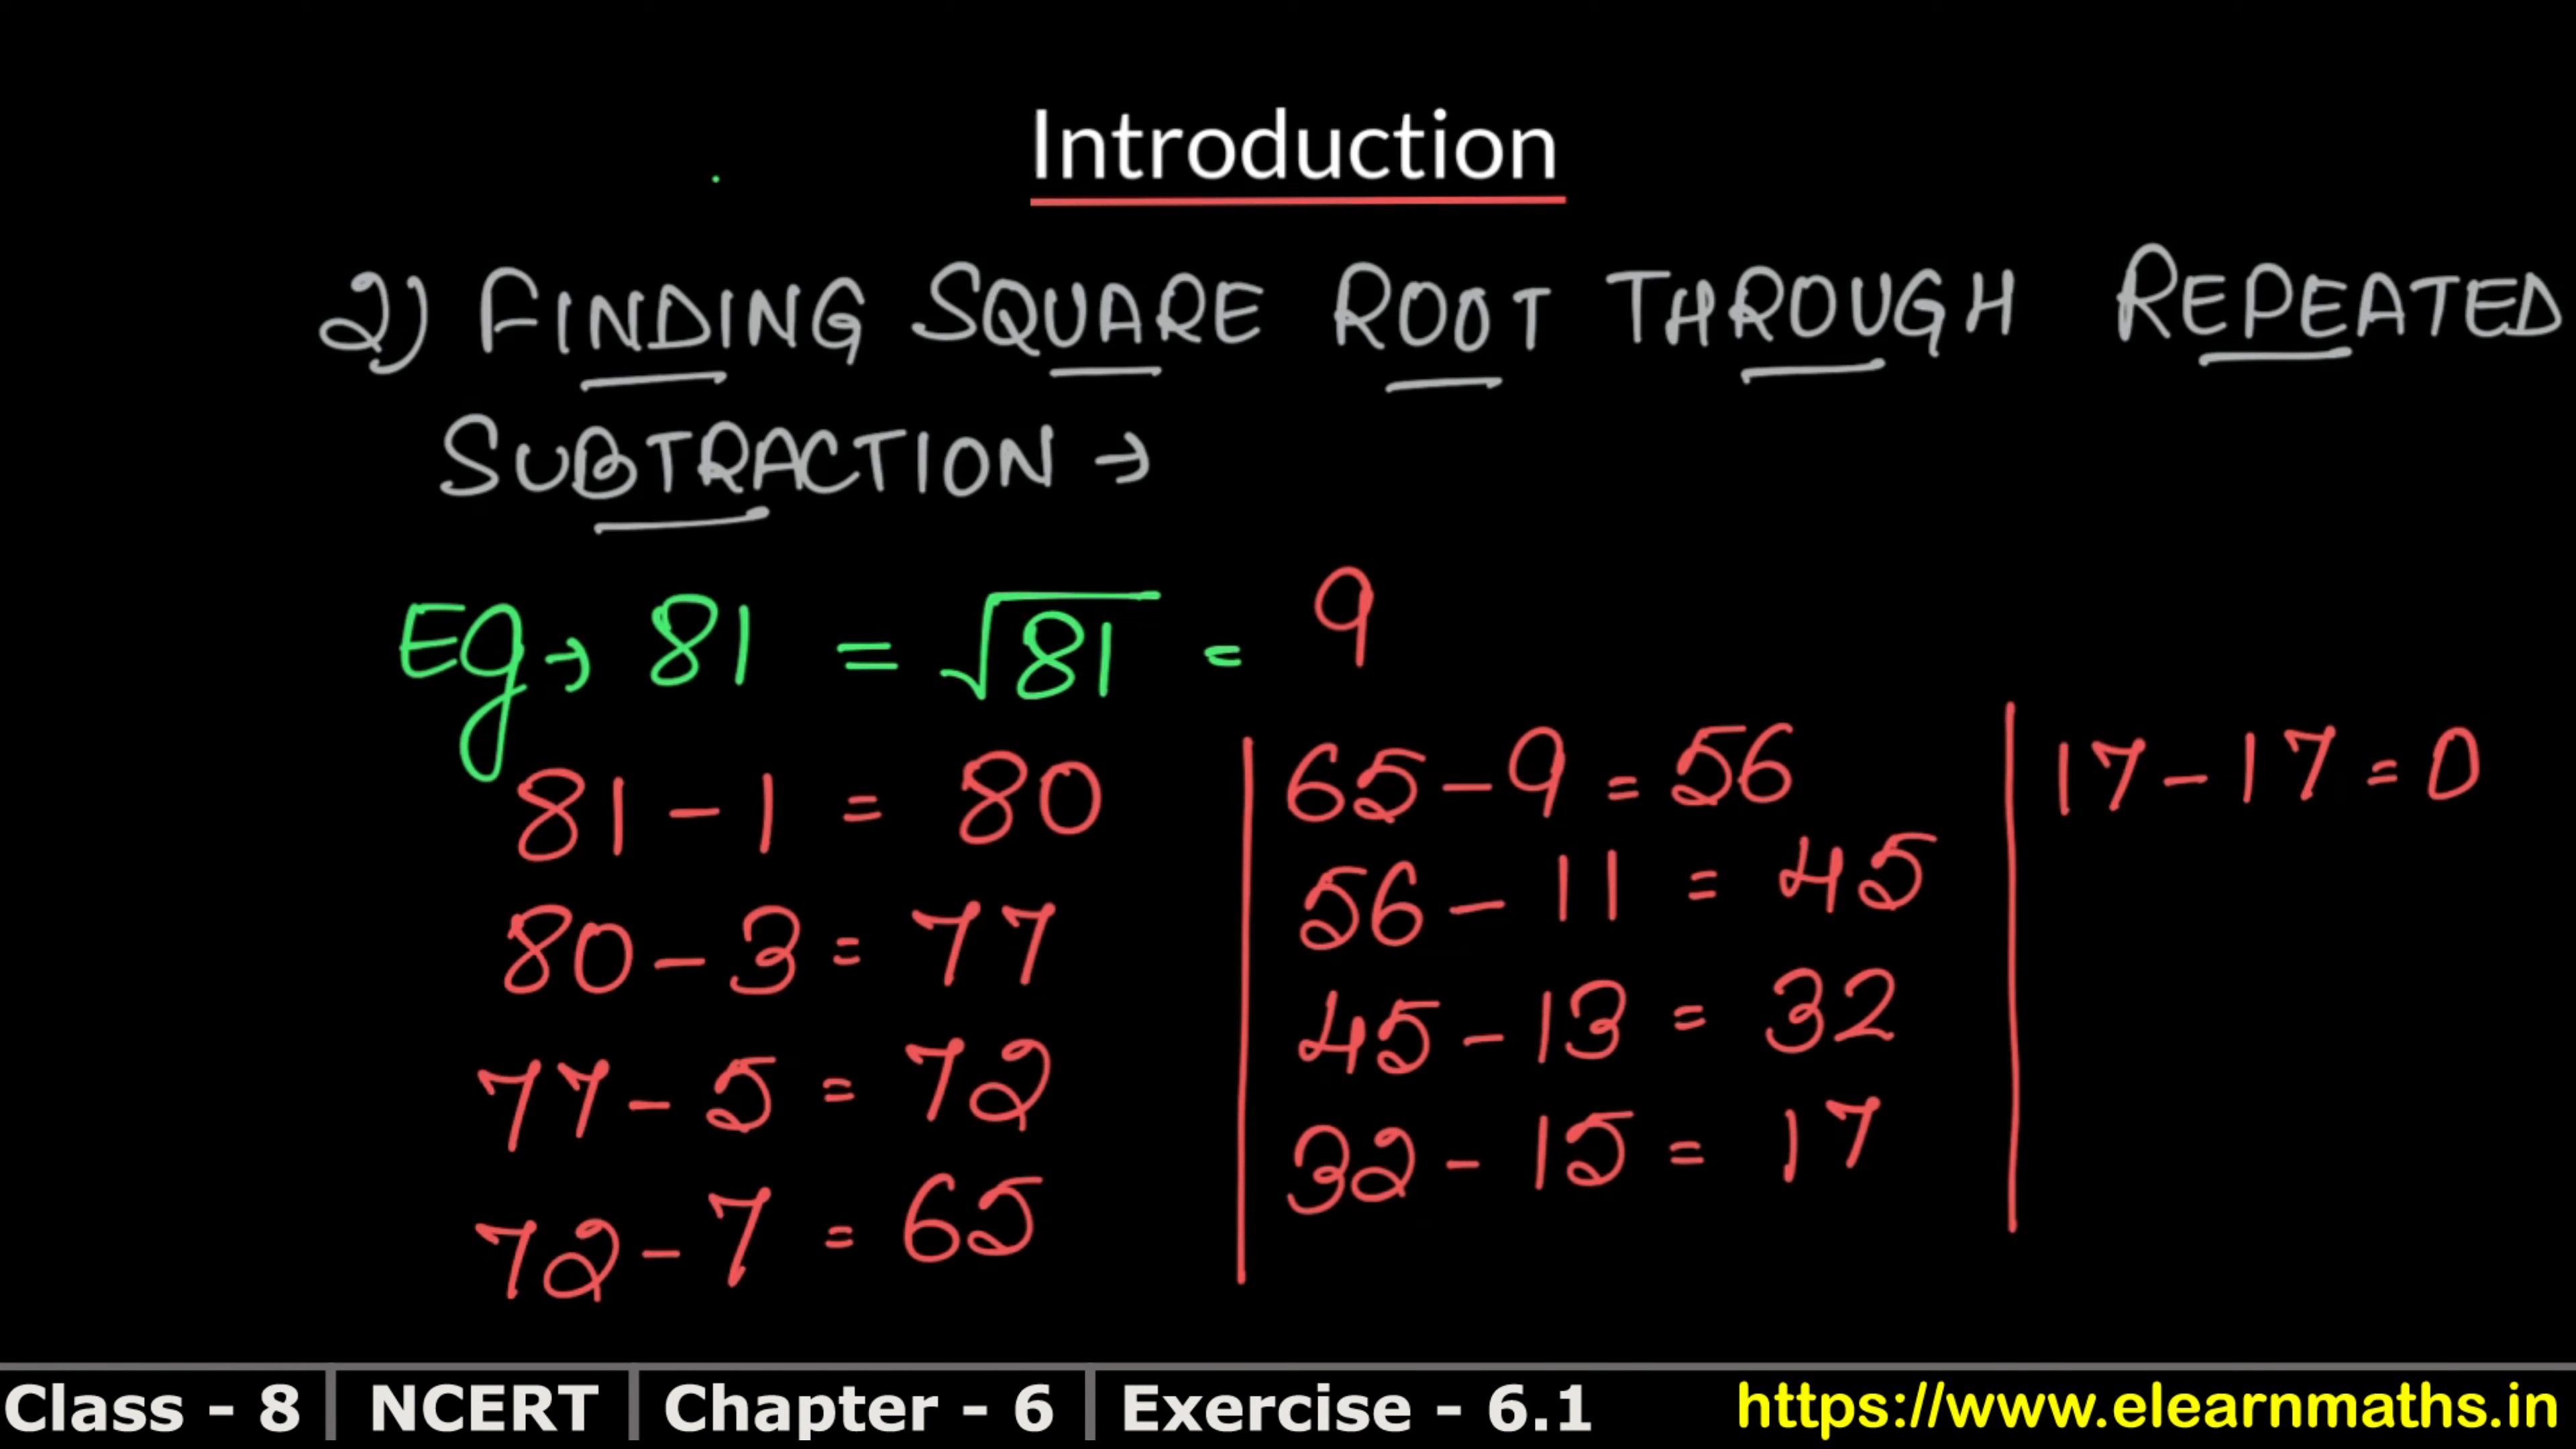 Introduction
2) FINDING SQUARE ROOT THROUGH REPEATED
SUBTRACTION →
Eg → 81 = √81 = 9
81 - 1 = 80
80 - 3 = 77
77 - 5 = 72
72 - 7 = 65
65 - 9 = 56
56 - 11 = 45
45 - 13 = 32
32 - 15 = 17
17 - 17 = 0
Class - 8 | NCERT | Chapter - 6 | Exercise - 6.1
https://www.elearnmaths.in